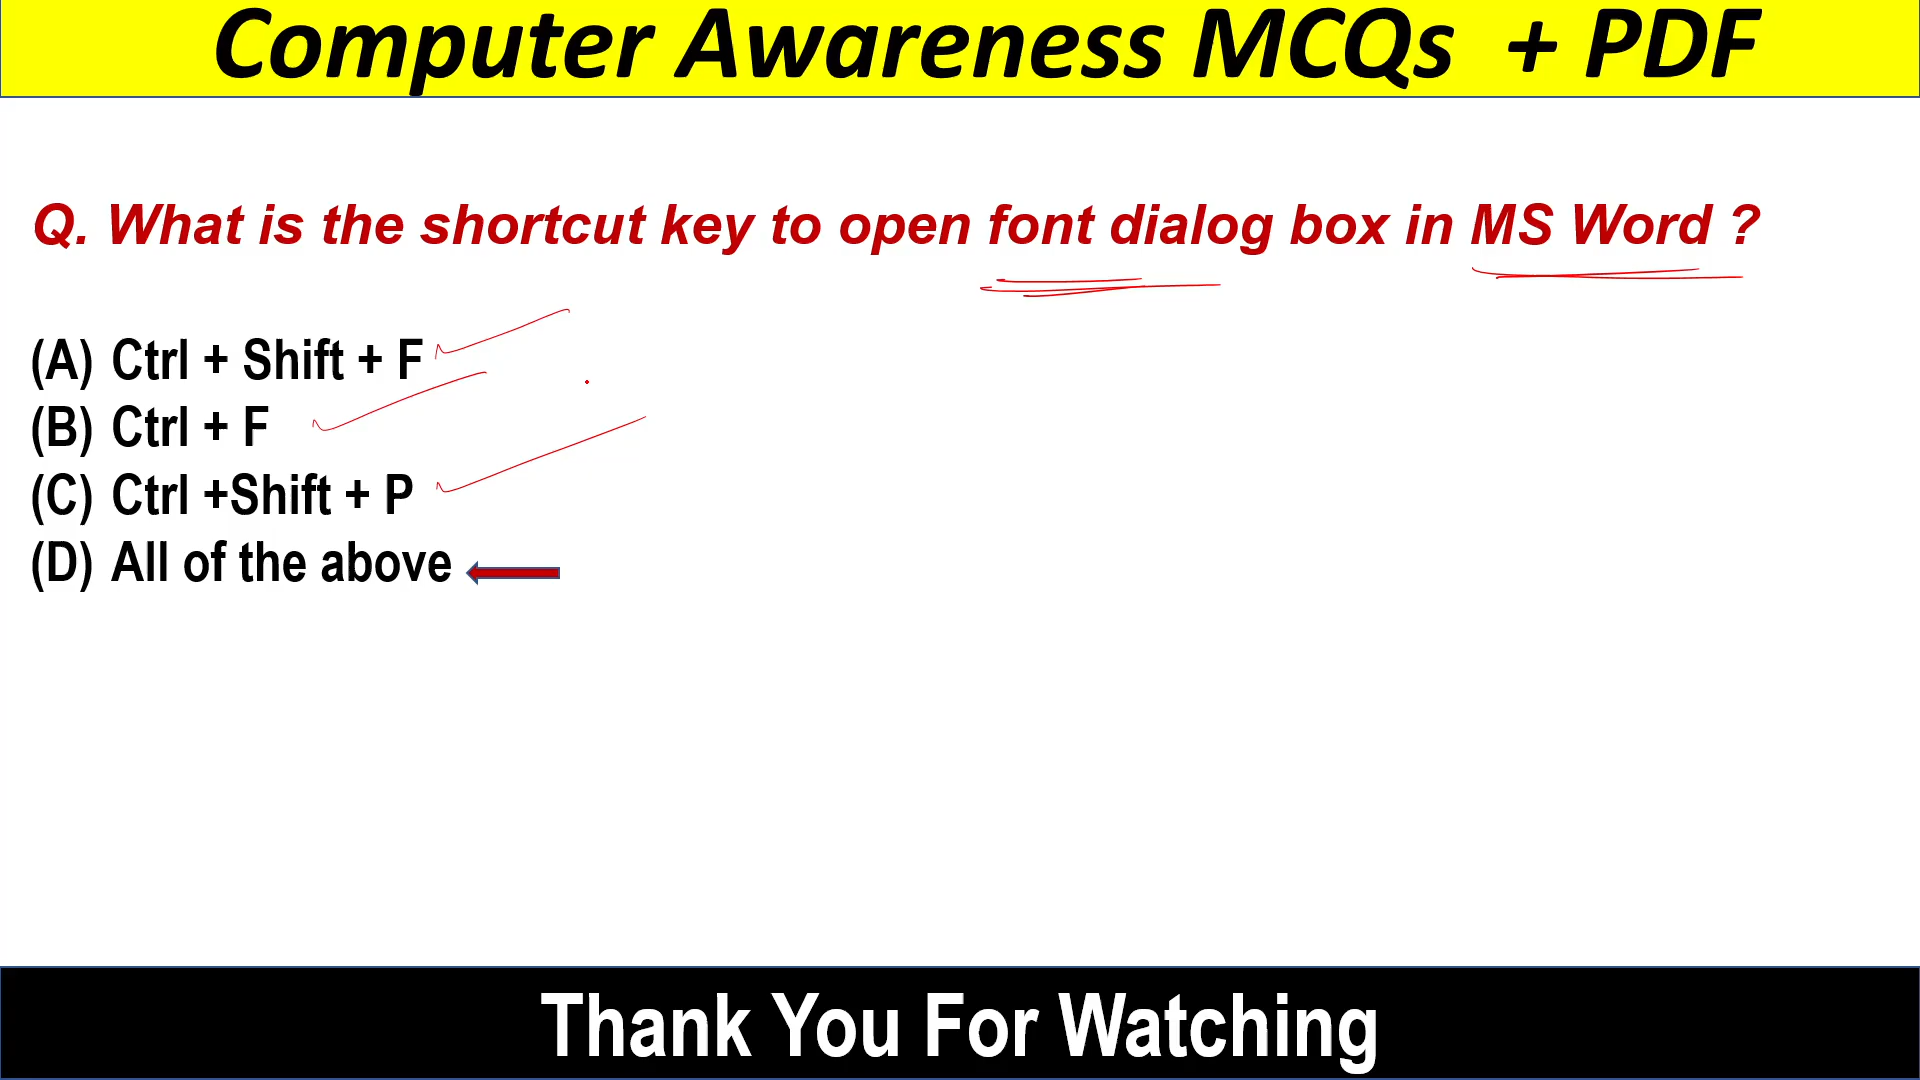 Computer Awareness MCQs + PDF
Q. What is the shortcut key to open font dialog box in MS Word ?
(A) Ctrl + Shift + F
(B) Ctrl + F
(C) Ctrl +Shift + P
(D) All of the above
Thank You For Watching